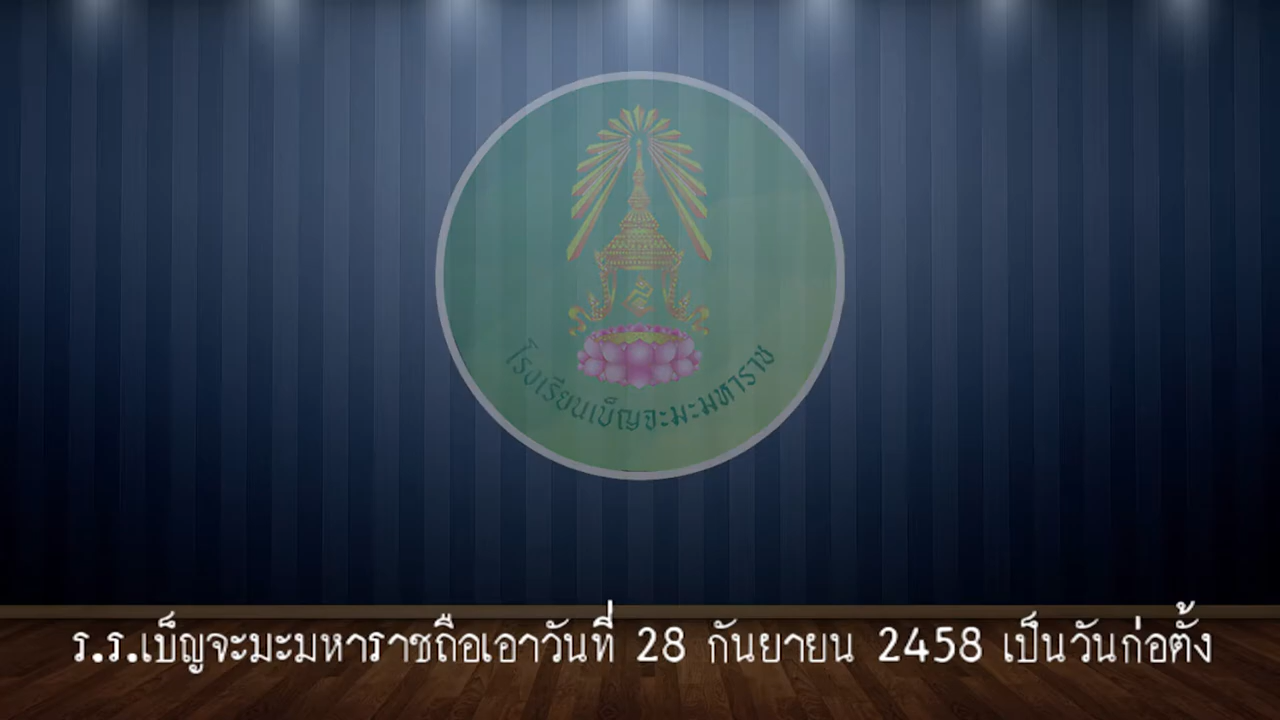 โรงเรียนเบ็ญจะมะมหาราช
ร.ร.เบ็ญจะมะมหาราชถือเอาวันที่ 28 กันยายน 2458 เป็นวันก่อตั้ง